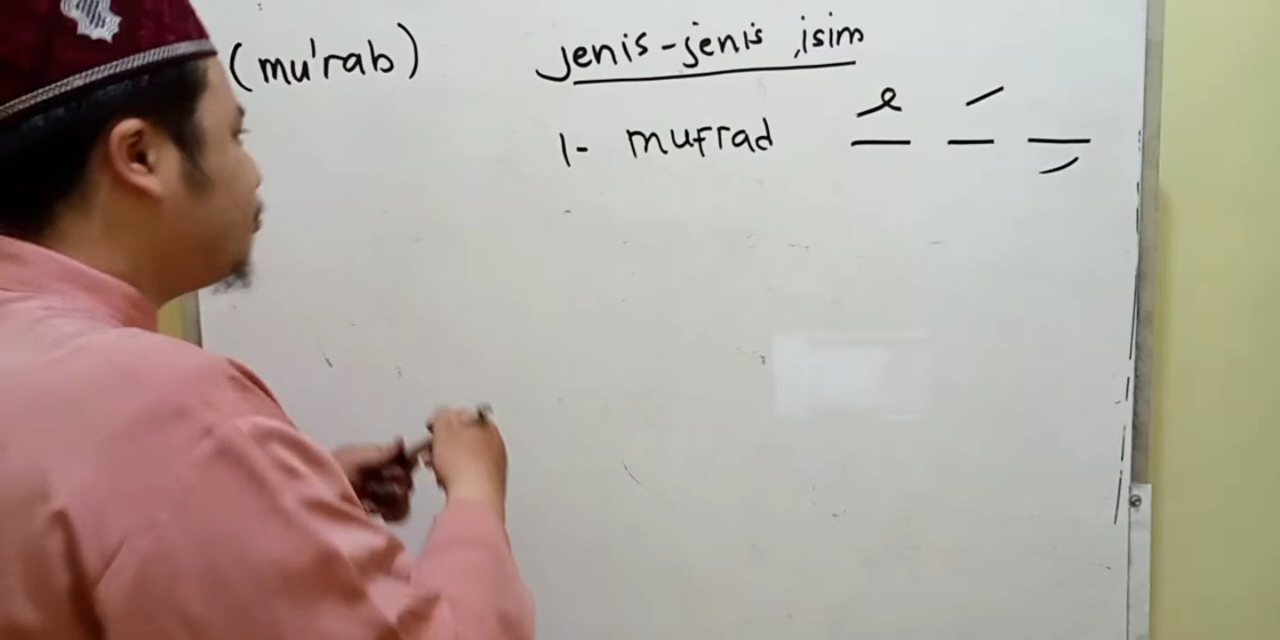 (mu'rab) jenis-jenis isim
1- mufrad ـُ ـَ ـِ